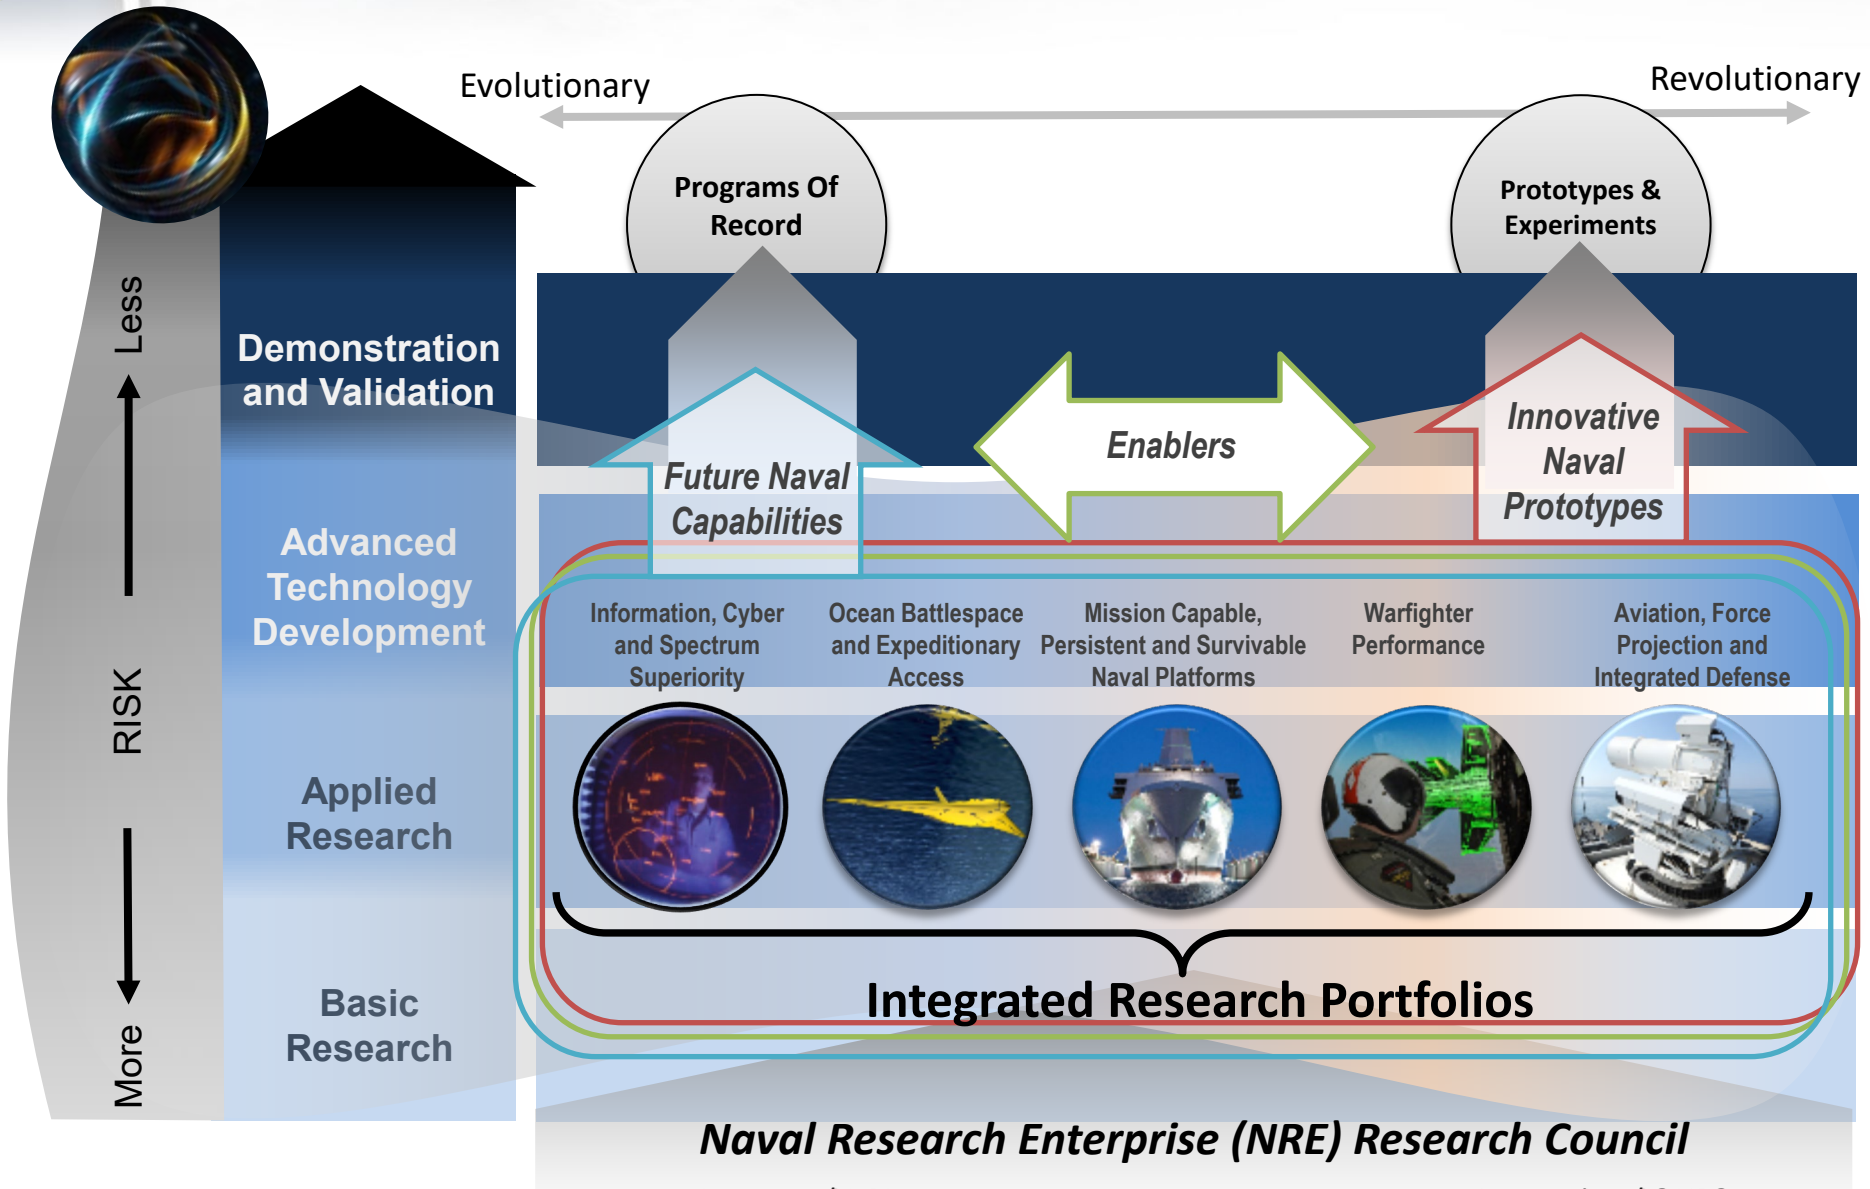 Evolutionary
Revolutionary
Programs Of
Record
Prototypes &
Experiments
Less
RISK
More
Demonstration
and Validation
Advanced
Technology
Development
Applied
Research
Basic
Research
Future Naval
Capabilities
Enablers
Innovative
Naval
Prototypes
Information, Cyber
and Spectrum
Superiority
Ocean Battlespace
and Expeditionary
Access
Mission Capable,
Persistent and Survivable
Naval Platforms
Warfighter
Performance
Aviation, Force
Projection and
Integrated Defense
Integrated Research Portfolios
Naval Research Enterprise (NRE) Research Council